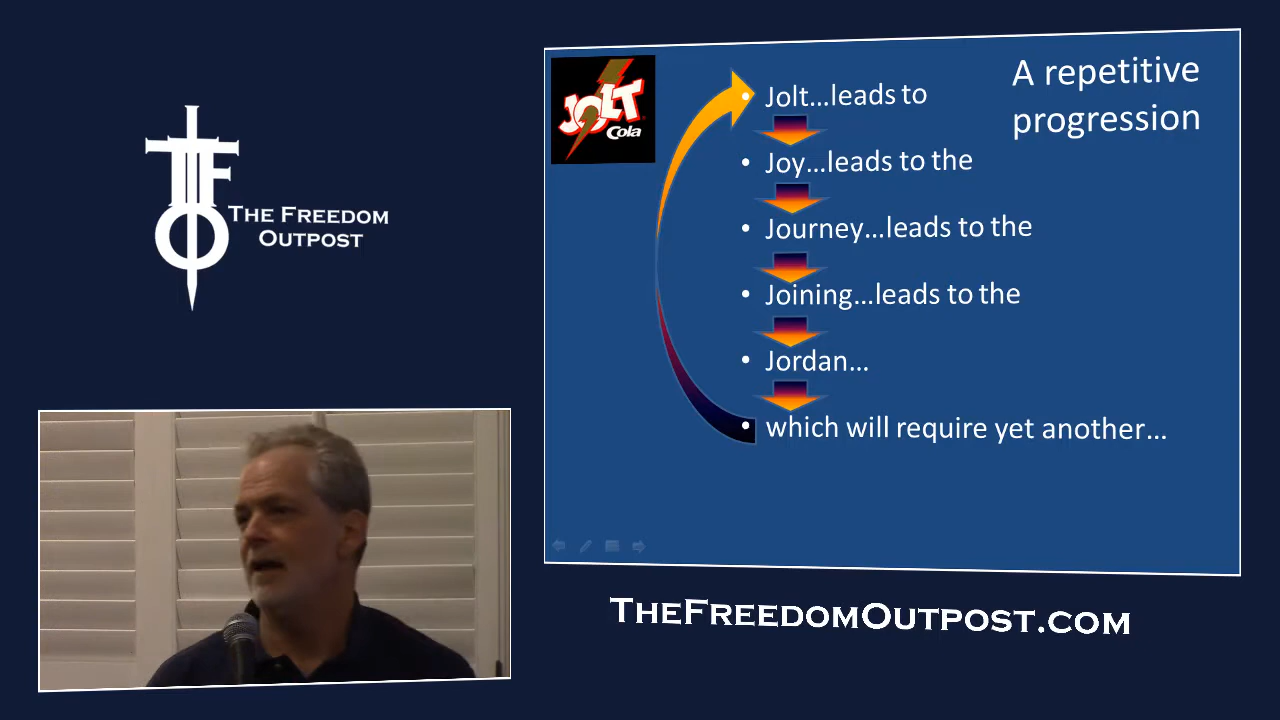 TFO
THE FREEDOM
OUTPOST
JOLT
Cola
A repetitive
progression
• Jolt...leads to
• Joy...leads to the
• Journey...leads to the
• Joining...leads to the
• Jordan...
• which will require yet another...
THEFREEDOMOUTPOST.COM